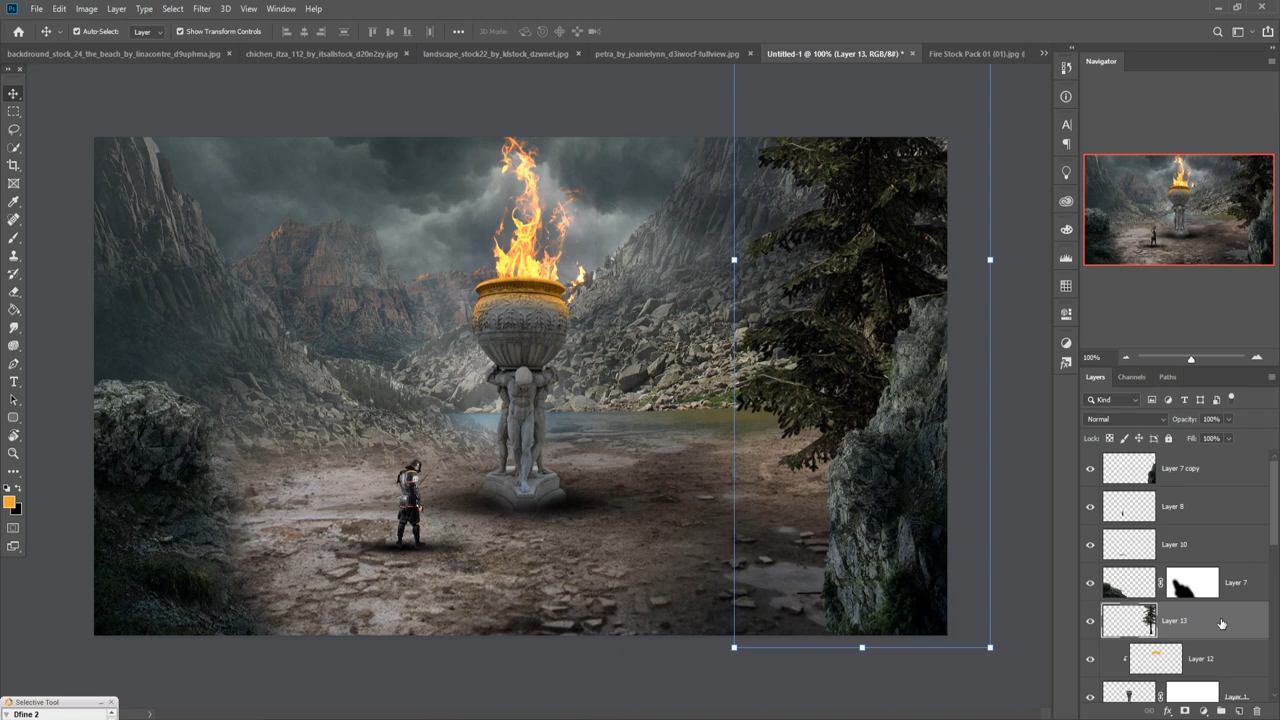 Ps File Edit Image Layer Type Select Filter 3D View Window Help
Auto-Select: Layer Show Transform Controls 3D Mode:
background_stock_24_the_beach_by_linacontre_d9uphma.jpg × chichen_itza_112_by_itsallstock_d20n2zy.jpg × landscape_stock22_by_klstock_dzwnet.jpg × petra_by_joanielynn_d3iwocf-fullview.jpg × Untitled-1 @ 100% (Layer 13, RGB/8#) * × Fire Stock Pack 01 (01).jpg (
Navigator
100%
Layers Channels Paths
Kind
Normal Opacity: 100%
Lock: Fill: 100%
Layer 7 copy
Layer 8
Layer 10
Layer 7
Layer 13
Layer 12
Layer 1
Selective Tool
Dfine 2